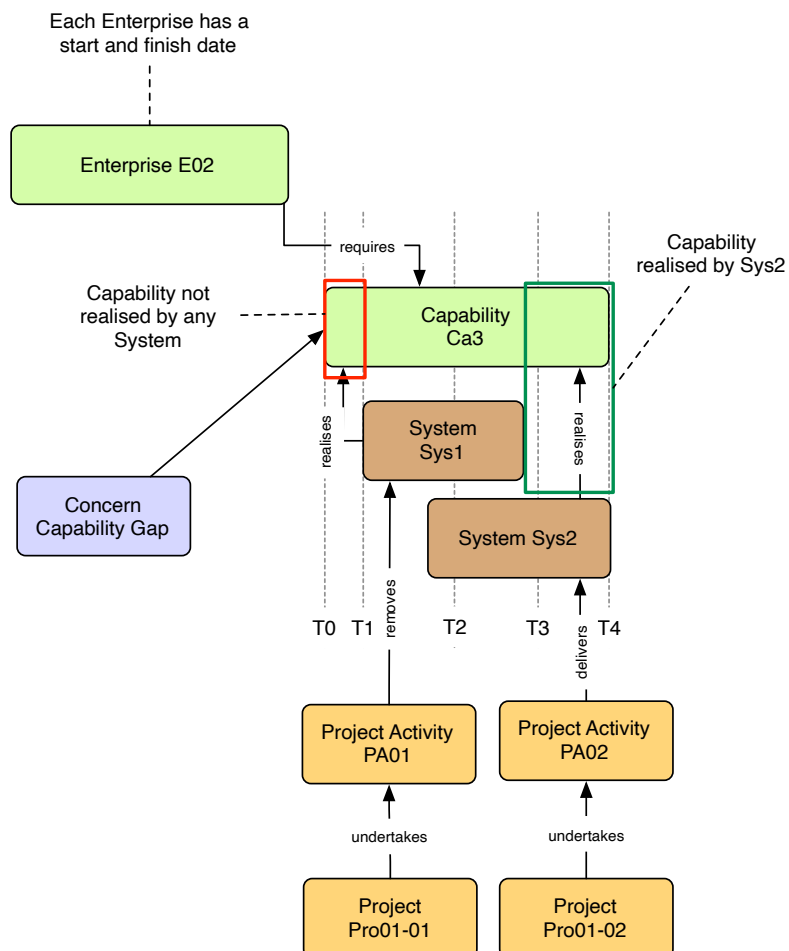 Each Enterprise has a
start and finish date
Enterprise E02
requires
Capability
realised by Sys2
Capability not
realised by any
System
Capability
Ca3
realises
System
Sys1
realises
Concern
Capability Gap
System Sys2
T0
T1
removes
T2
T3
delivers
T4
Project Activity
PA01
Project Activity
PA02
undertakes
undertakes
Project
Pro01-01
Project
Pro01-02